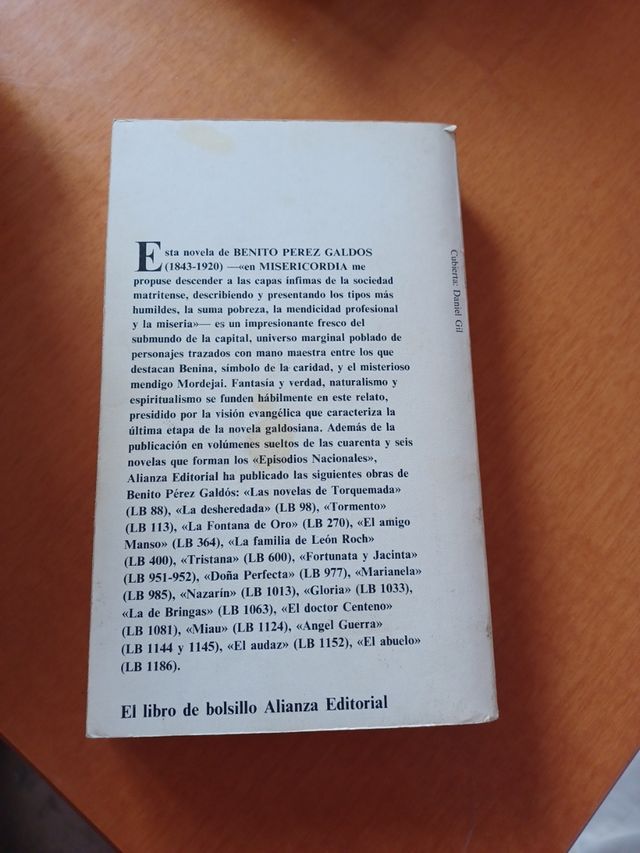 Esta novela de BENITO PEREZ GALDOS
(1843-1920) —«en MISERICORDIA me
propuse descender a las capas ínfimas de la sociedad
matritense, describiendo y presentando los tipos más
humildes, la suma pobreza, la mendicidad profesional
y la miseria»— es un impresionante fresco del
submundo de la capital, universo marginal poblado de
personajes trazados con mano maestra entre los que
destacan Benina, símbolo de la caridad, y el misterioso
mendigo Mordejai. Fantasía y verdad, naturalismo y
espiritualismo se funden hábilmente en este relato,
presidido por la visión evangélica que caracteriza la
última etapa de la novela galdosiana. Además de la
publicación en volúmenes sueltos de las cuarenta y seis
novelas que forman los «Episodios Nacionales»,
Alianza Editorial ha publicado las siguientes obras de
Benito Pérez Galdós: «Las novelas de Torquemada»
(LB 88), «La desheredada» (LB 98), «Tormento»
(LB 113), «La Fontana de Oro» (LB 270), «El amigo
Manso» (LB 364), «La familia de León Roch»
(LB 400), «Tristana» (LB 600), «Fortunata y Jacinta»
(LB 951-952), «Doña Perfecta» (LB 977), «Marianela»
(LB 985), «Nazarín» (LB 1013), «Gloria» (LB 1033),
«La de Bringas» (LB 1063), «El doctor Centeno»
(LB 1081), «Miau» (LB 1124), «Angel Guerra»
(LB 1144 y 1145), «El audaz» (LB 1152), «El abuelo»
(LB 1186).
El libro de bolsillo Alianza Editorial
Cubierta: Daniel Gil